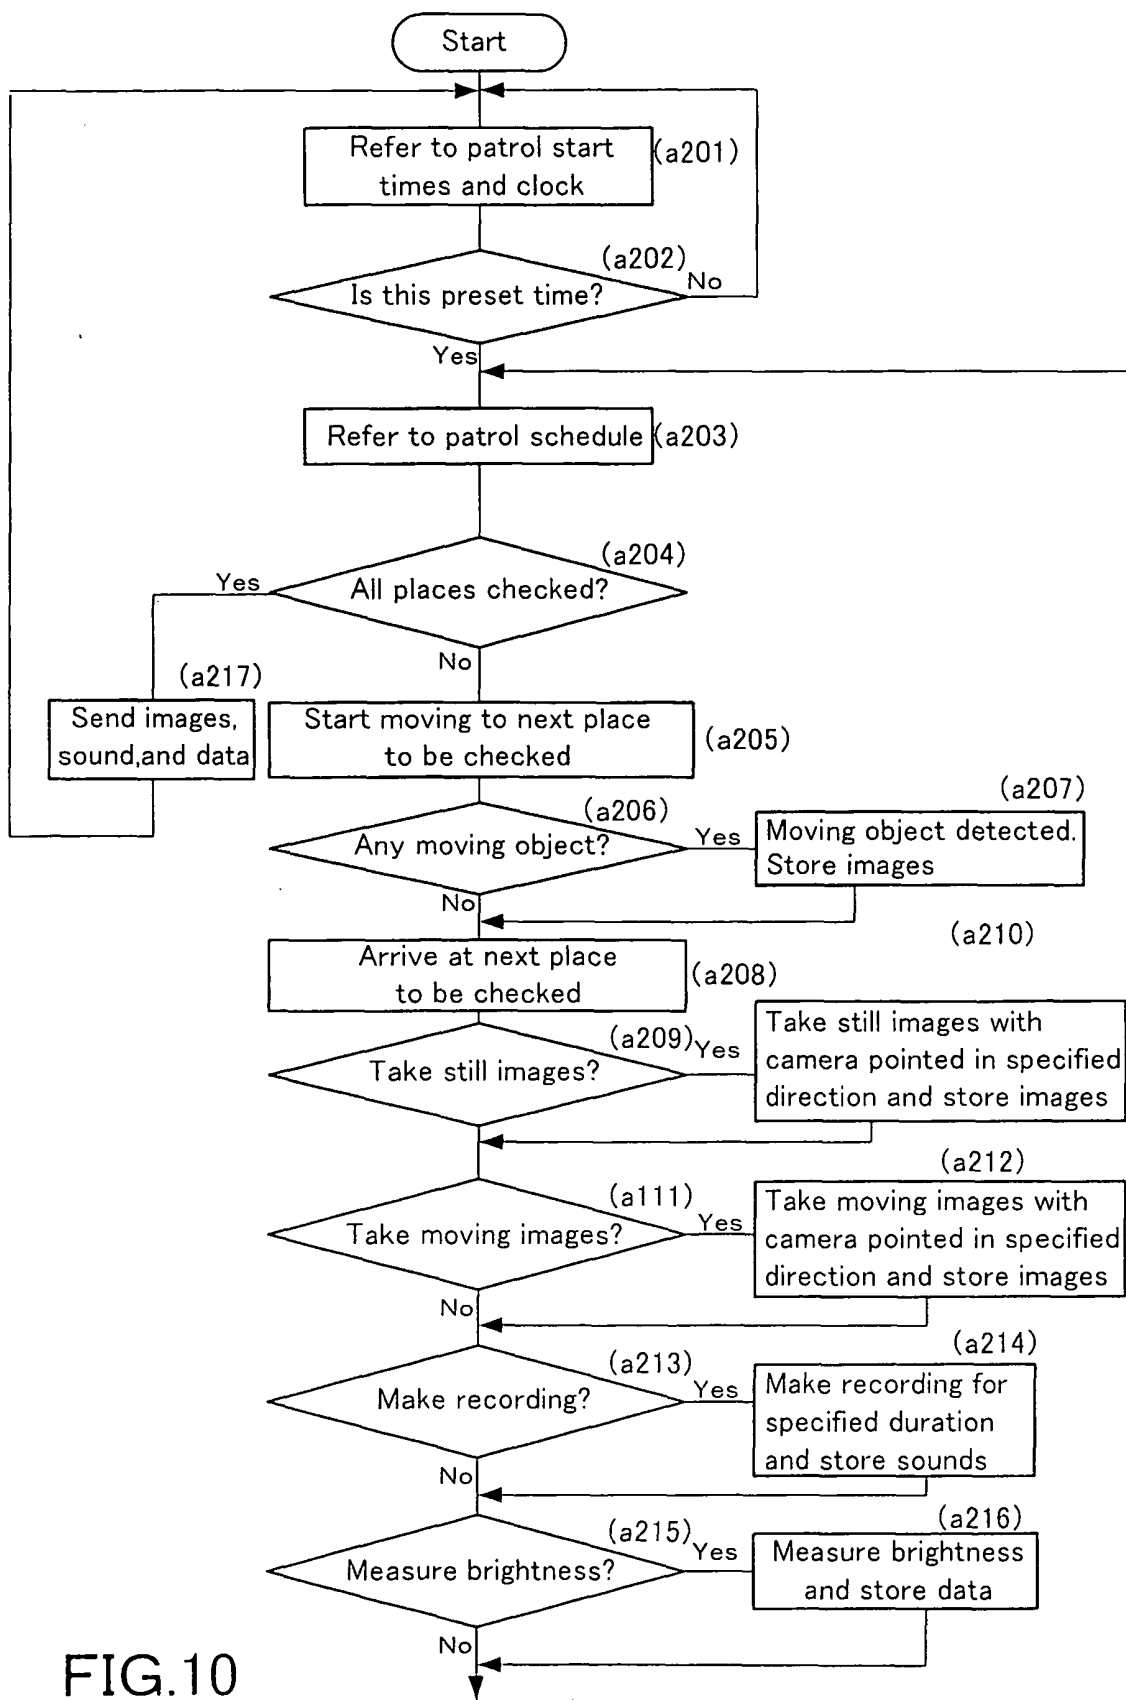 Start
Refer to patrol start
times and clock
(a201)
(a202)
Is this preset time?
No
Yes
Refer to patrol schedule
(a203)
(a204)
All places checked?
Yes
No
(a217)
Send images,
sound,and data
Start moving to next place
to be checked
(a205)
(a206)
Any moving object?
Yes
No
(a207)
Moving object detected.
Store images
Arrive at next place
to be checked
(a208)
(a210)
(a209)
Take still images?
Yes
Take still images with
camera pointed in specified
direction and store images
(a111)
Take moving images?
Yes
No
(a212)
Take moving images with
camera pointed in specified
direction and store images
(a213)
Make recording?
Yes
No
(a214)
Make recording for
specified duration
and store sounds
(a215)
Measure brightness?
Yes
No
(a216)
Measure brightness
and store data
FIG.10